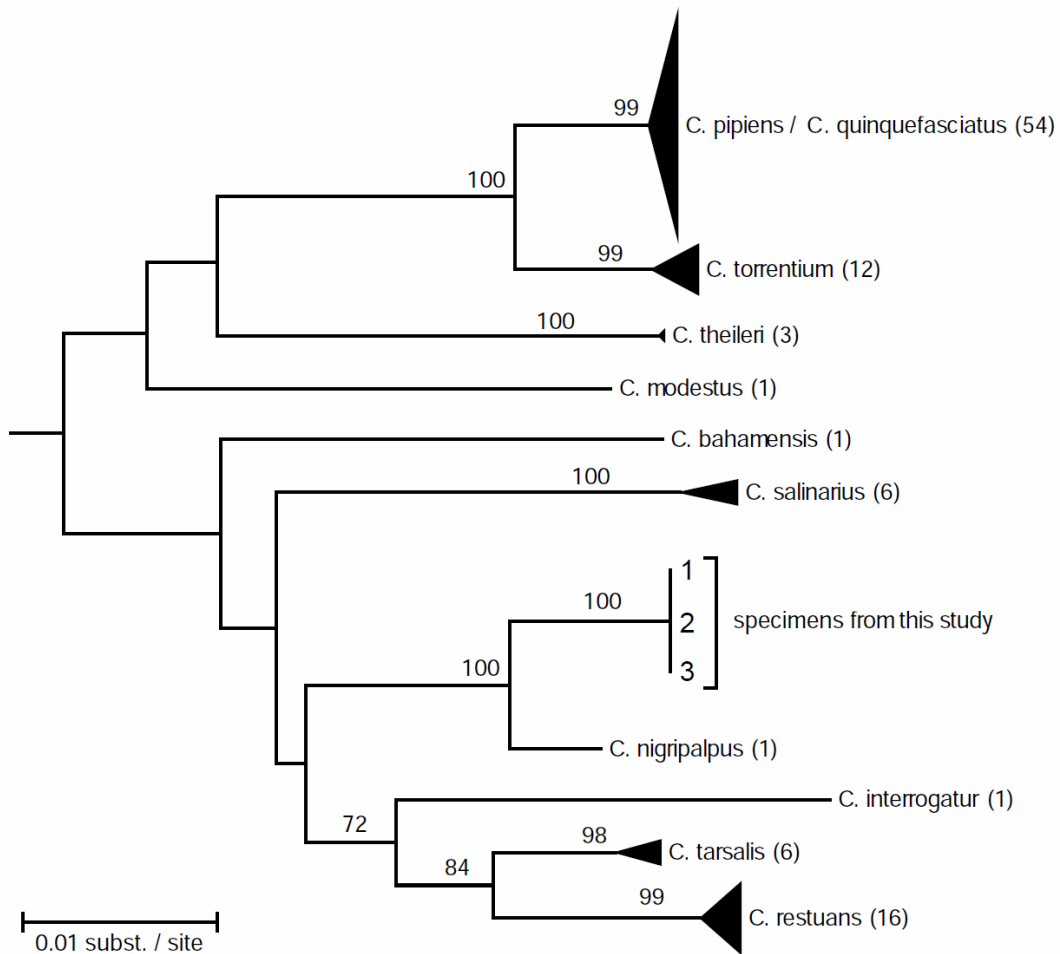 99
C. pipiens / C. quinquefasciatus (54)
100
99
C. torrentium (12)
100
C. theileri (3)
C. modestus (1)
C. bahamensis (1)
100
C. salinarius (6)
1
100
2
specimens from this study
3
100
C. nigripalpus (1)
C. interrogatur (1)
72
98
C. tarsalis (6)
84
99
C. restuans (16)
0.01 subst. / site